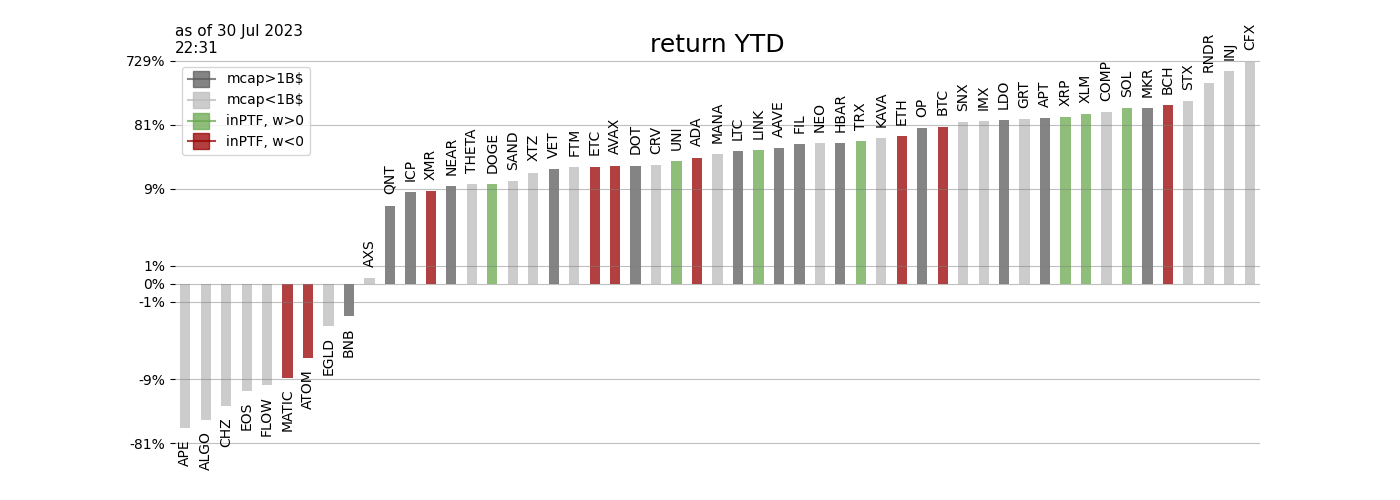 as of 30 Jul 2023
22:31
return YTD
729%
81%
9%
1%
0%
-1%
-9%
-81%
mcap>1B$
mcap<1B$
inPTF, w>0
inPTF, w<0
APE
ALGO
CHZ
EOS
FLOW
MATIC
ATOM
EGLD
BNB
AXS
QNT
ICP
XMR
NEAR
THETA
DOGE
SAND
XTZ
VET
FTM
ETC
AVAX
DOT
CRV
UNI
ADA
MANA
LTC
LINK
AAVE
FIL
NEO
HBAR
TRX
KAVA
ETH
OP
BTC
SNX
IMX
LDO
GRT
APT
XRP
XLM
COMP
SOL
MKR
BCH
STX
RNDR
INJ
CFX